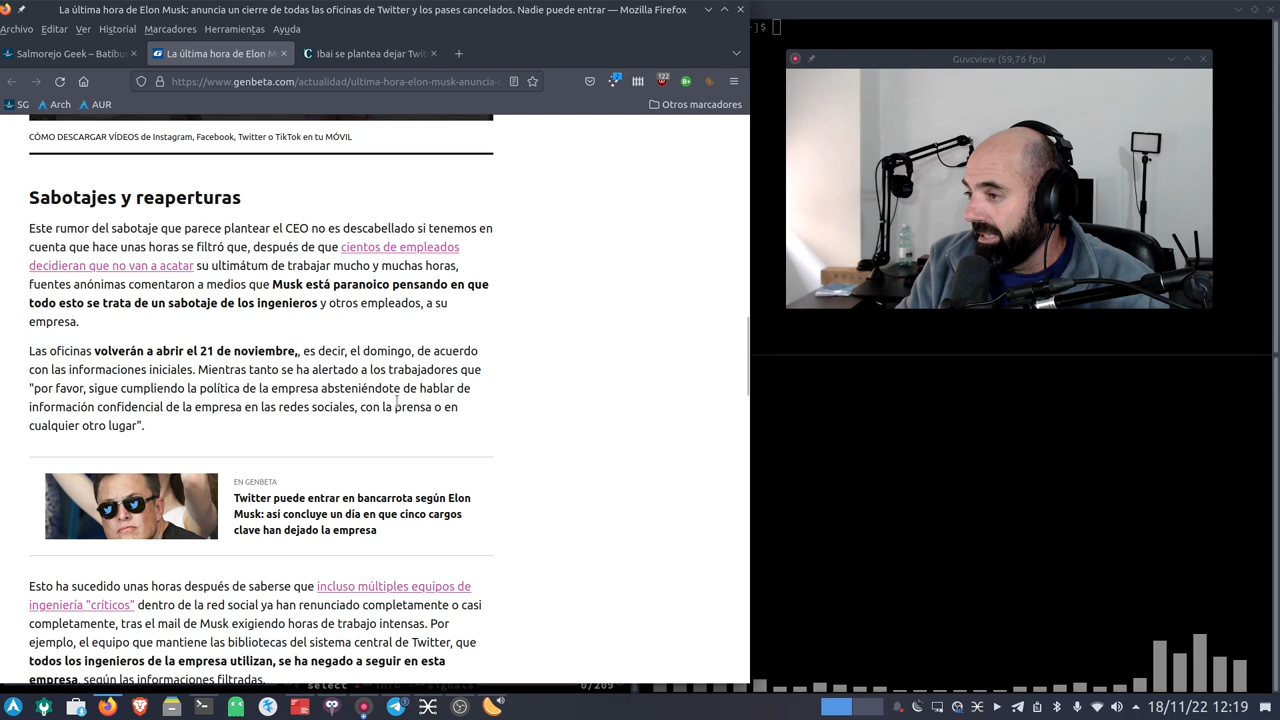 La última hora de Elon Musk: anuncia un cierre de todas las oficinas de Twitter y los pases cancelados. Nadie puede entrar — Mozilla Firefox
Archivo Editar Ver Historial Marcadores Herramientas Ayuda
Salmorejo Geek – Batibu
La última hora de Elon M
Ibai se plantea dejar Twit
https://www.genbeta.com/actualidad/ultima-hora-elon-musk-anuncia-c
2
122
SG Arch AUR
Otros marcadores
CÓMO DESCARGAR VÍDEOS de Instagram, Facebook, Twitter o TikTok en tu MÓVIL
Sabotajes y reaperturas
Este rumor del sabotaje que parece plantear el CEO no es descabellado si tenemos en
cuenta que hace unas horas se filtró que, después de que cientos de empleados
decidieran que no van a acatar su ultimátum de trabajar mucho y muchas horas,
fuentes anónimas comentaron a medios que Musk está paranoico pensando en que
todo esto se trata de un sabotaje de los ingenieros y otros empleados, a su
empresa.
Las oficinas volverán a abrir el 21 de noviembre,, es decir, el domingo, de acuerdo
con las informaciones iniciales. Mientras tanto se ha alertado a los trabajadores que
"por favor, sigue cumpliendo la política de la empresa absteniéndote de hablar de
información confidencial de la empresa en las redes sociales, con la prensa o en
cualquier otro lugar".
EN GENBETA
Twitter puede entrar en bancarrota según Elon
Musk: así concluye un día en que cinco cargos
clave han dejado la empresa
Esto ha sucedido unas horas después de saberse que incluso múltiples equipos de
ingeniería "críticos" dentro de la red social ya han renunciado completamente o casi
completamente, tras el mail de Musk exigiendo horas de trabajo intensas. Por
ejemplo, el equipo que mantiene las bibliotecas del sistema central de Twitter, que
todos los ingenieros de la empresa utilizan, se ha negado a seguir en esta
empresa, según las informaciones filtradas.
~]$
Guvcview (59,76 fps)
select info signals
0/209
18/11/22 12:19